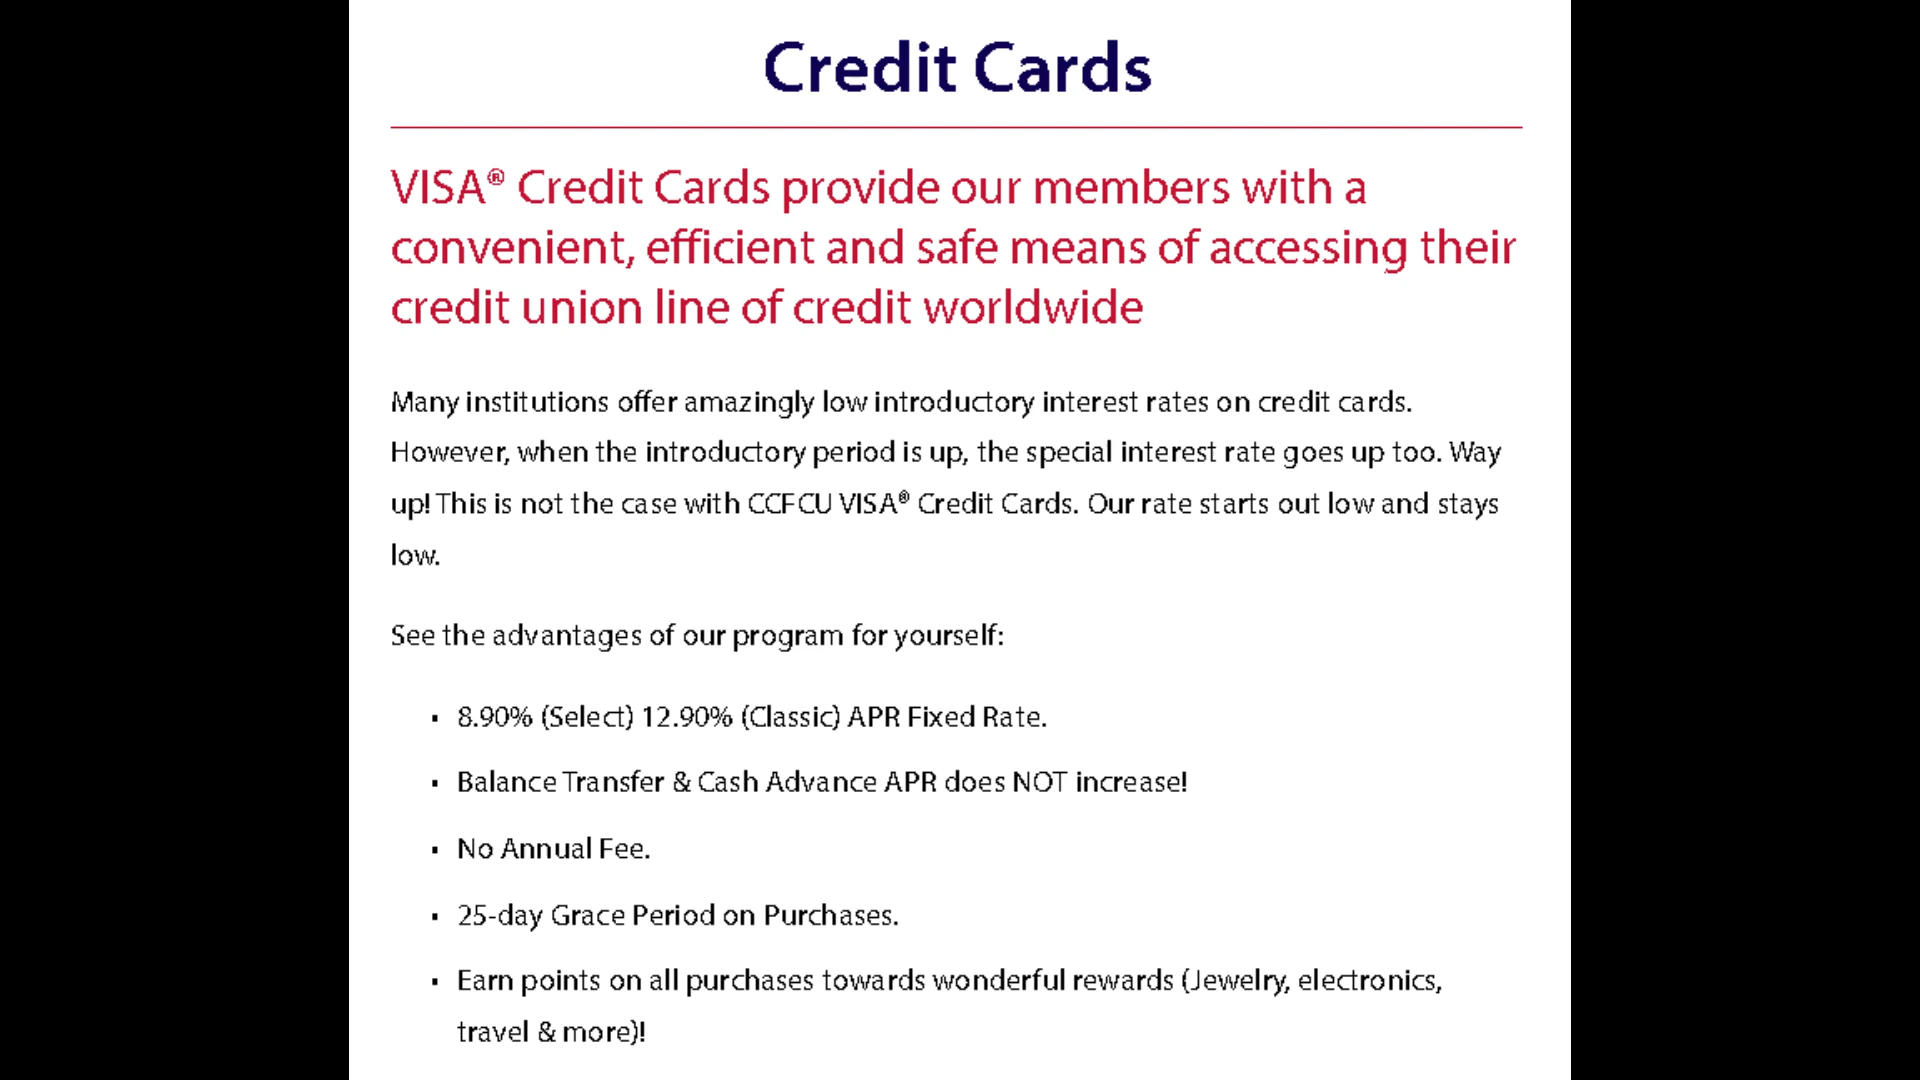 Credit Cards
VISA® Credit Cards provide our members with a
convenient, efficient and safe means of accessing their
credit union line of credit worldwide
Many institutions offer amazingly low introductory interest rates on credit cards.
However, when the introductory period is up, the special interest rate goes up too. Way
up! This is not the case with CCFCU VISA® Credit Cards. Our rate starts out low and stays
low.
See the advantages of our program for yourself:
▪ 8.90% (Select) 12.90% (Classic) APR Fixed Rate.
▪ Balance Transfer & Cash Advance APR does NOT increase!
▪ No Annual Fee.
▪ 25-day Grace Period on Purchases.
▪ Earn points on all purchases towards wonderful rewards (Jewelry, electronics,
travel & more)!